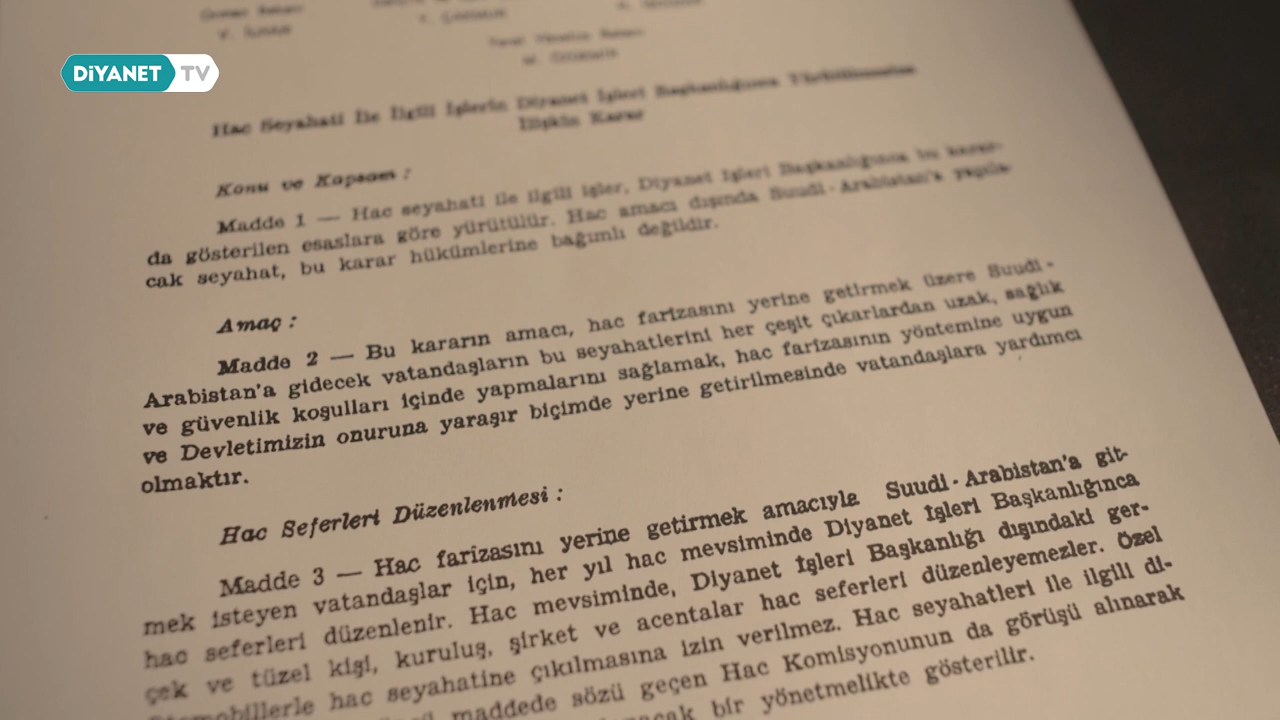 DİYANET TV
Hac Seyahati İle İlgili İşlerin Diyanet İşleri Başkanlığınca Yürütülmesine
İlişkin Karar
Konu ve Kapsam :
Madde 1 — Hac seyahati ile ilgili işler, Diyanet İşleri Başkanlığınca bu karar-
da gösterilen esaslara göre yürütülür. Hac amacı dışında Suudi - Arabistan'a yapıla-
cak seyahat, bu karar hükümlerine bağımlı değildir.
Amaç :
Madde 2 — Bu kararın amacı, hac farizasını yerine getirmek üzere Suudi -
Arabistan'a gidecek vatandaşların bu seyahatlerini her çeşit çıkarlardan uzak, sağlık
ve güvenlik koşulları içinde yapmalarını sağlamak, hac farizasının yöntemine uygun
ve Devletimizin onuruna yaraşır biçimde yerine getirilmesinde vatandaşlara yardımcı
olmaktır.
Hac Seferleri Düzenlenmesi :
Madde 3 — Hac farizasını yerine getirmek amacıyla Suudi - Arabistan'a git-
mek isteyen vatandaşlar için, her yıl hac mevsiminde Diyanet İşleri Başkanlığınca
hac seferleri düzenlenir. Hac mevsiminde, Diyanet İşleri Başkanlığı dışındaki ger-
çek ve tüzel kişi, kuruluş, şirket ve acentalar hac seferleri düzenleyemezler. Özel
otomobillerle hac seyahatine çıkılmasına izin verilmez. Hac seyahatleri ile ilgili di-
maddede sözü geçen Hac Komisyonunun da görüşü alınarak
bir yönetmelikte gösterilir.